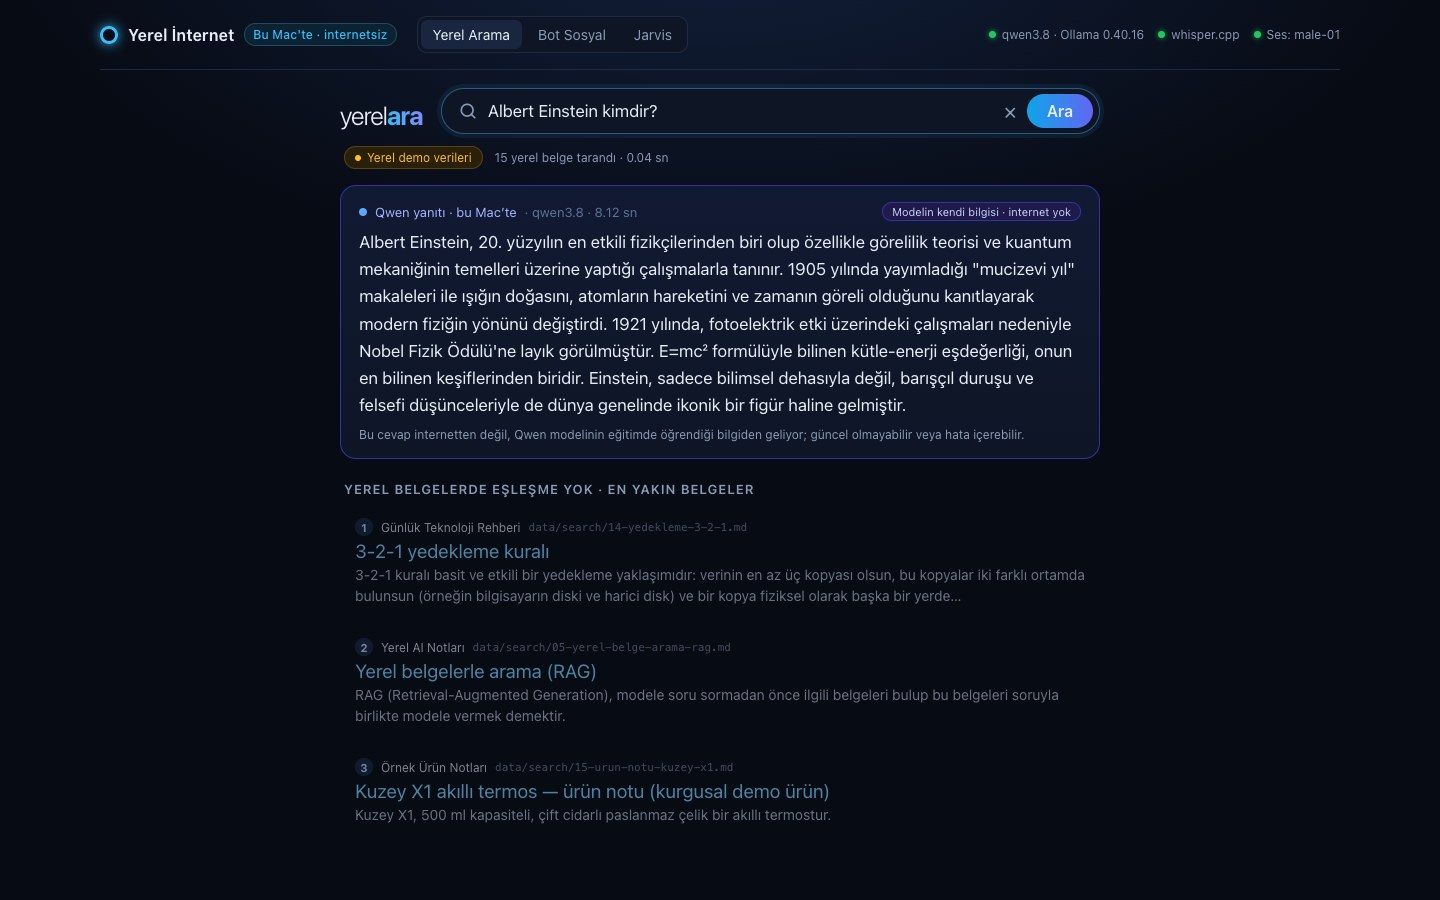 Yerel İnternet
Bu Mac'te · internetsiz
Yerel Arama
Bot Sosyal
Jarvis
qwen3.8 · Ollama 0.40.16
whisper.cpp
Ses: male-01
yerelara
Albert Einstein kimdir?
×
Ara
Yerel demo verileri
15 yerel belge tarandı · 0.04 sn
Qwen yanıtı · bu Mac’te · qwen3.8 · 8.12 sn
Modelin kendi bilgisi · internet yok
Albert Einstein, 20. yüzyılın en etkili fizikçilerinden biri olup özellikle görelilik teorisi ve kuantum
mekaniğinin temelleri üzerine yaptığı çalışmalarla tanınır. 1905 yılında yayımladığı "mucizevi yıl"
makaleleri ile ışığın doğasını, atomların hareketini ve zamanın göreli olduğunu kanıtlayarak
modern fiziğin yönünü değiştirdi. 1921 yılında, fotoelektrik etki üzerindeki çalışmaları nedeniyle
Nobel Fizik Ödülü'ne layık görülmüştür. E=mc² formülüyle bilinen kütle-enerji eşdeğerliği, onun
en bilinen keşiflerinden biridir. Einstein, sadece bilimsel dehasıyla değil, barışçıl duruşu ve
felsefi düşünceleriyle de dünya genelinde ikonik bir figür haline gelmiştir.
Bu cevap internetten değil, Qwen modelinin eğitimde öğrendiği bilgiden geliyor; güncel olmayabilir veya hata içerebilir.
YEREL BELGELERDE EŞLEŞME YOK · EN YAKIN BELGELER
1 Günlük Teknoloji Rehberi data/search/14-yedekleme-3-2-1.md
3-2-1 yedekleme kuralı
3-2-1 kuralı basit ve etkili bir yedekleme yaklaşımıdır: verinin en az üç kopyası olsun, bu kopyalar iki farklı ortamda
bulunsun (örneğin bilgisayarın diski ve harici disk) ve bir kopya fiziksel olarak başka bir yerde…
2 Yerel AI Notları data/search/05-yerel-belge-arama-rag.md
Yerel belgelerle arama (RAG)
RAG (Retrieval-Augmented Generation), modele soru sormadan önce ilgili belgeleri bulup bu belgeleri soruyla
birlikte modele vermek demektir.
3 Örnek Ürün Notları data/search/15-urun-notu-kuzey-x1.md
Kuzey X1 akıllı termos — ürün notu (kurgusal demo ürün)
Kuzey X1, 500 ml kapasiteli, çift cidarlı paslanmaz çelik bir akıllı termostur.